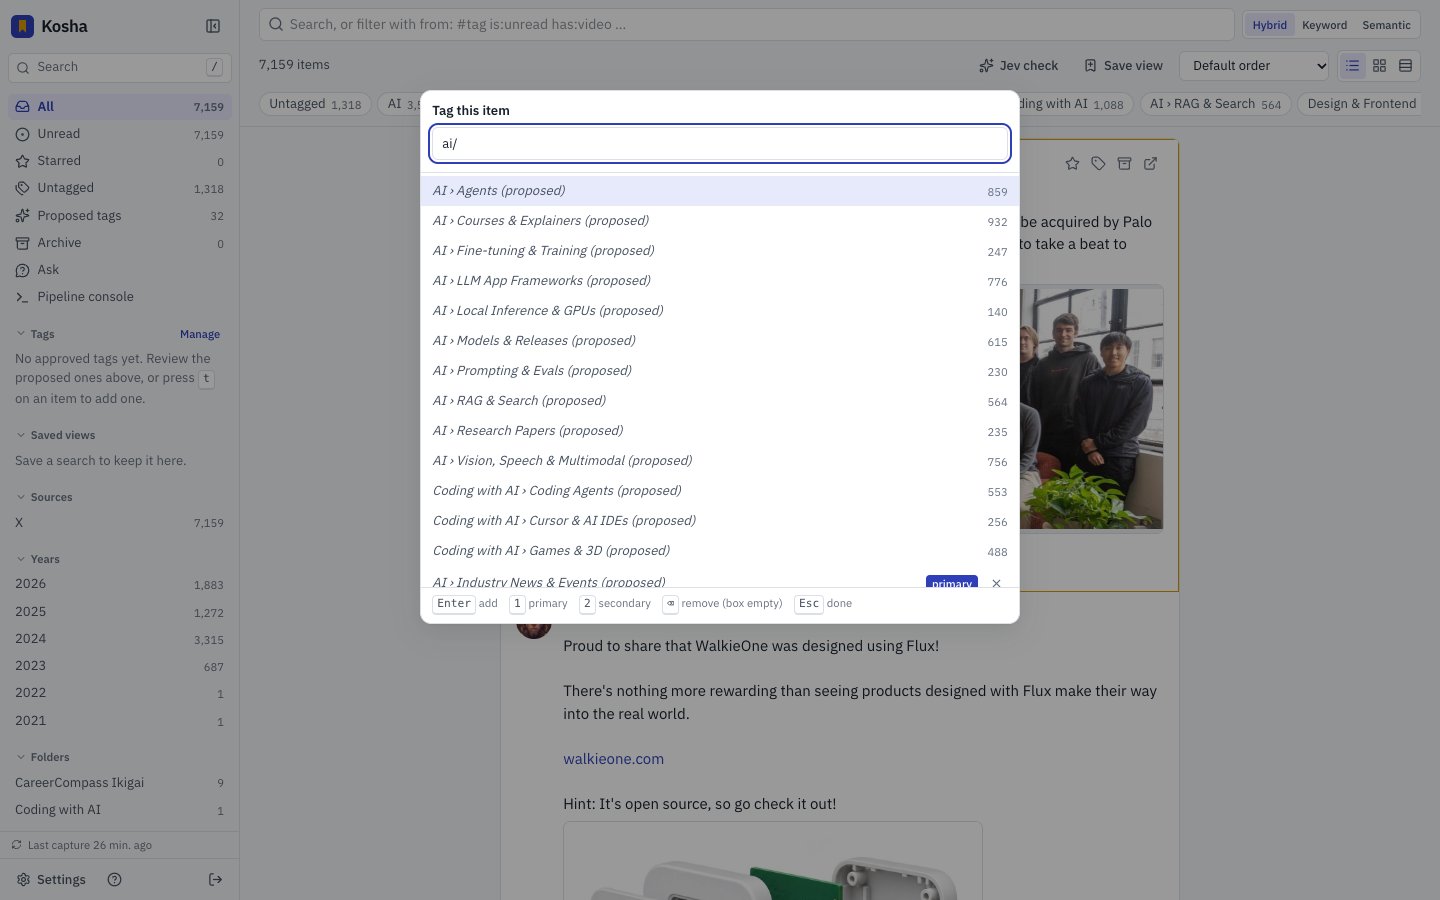 Kosha
Search /
All 7,159
Unread 7,159
Starred 0
Untagged 1,318
Proposed tags 32
Archive 0
Ask
Pipeline console
Tags Manage
No approved tags yet. Review the
proposed ones above, or press t
on an item to add one.
Saved views
Save a search to keep it here.
Sources
X 7,159
Years
2026 1,883
2025 1,272
2024 3,315
2023 687
2022 1
2021 1
Folders
CareerCompass Ikigai 9
Coding with AI 1
Last capture 26 min. ago
Settings
Search, or filter with from: #tag is:unread has:video ...
Hybrid Keyword Semantic
7,159 items
Jev check
Save view
Default order
Untagged 1,318
AI
ding with AI 1,088
AI › RAG & Search 564
Design & Frontend
Tag this item
ai/
AI › Agents (proposed) 859
AI › Courses & Explainers (proposed) 932
AI › Fine-tuning & Training (proposed) 247
AI › LLM App Frameworks (proposed) 776
AI › Local Inference & GPUs (proposed) 140
AI › Models & Releases (proposed) 615
AI › Prompting & Evals (proposed) 230
AI › RAG & Search (proposed) 564
AI › Research Papers (proposed) 235
AI › Vision, Speech & Multimodal (proposed) 756
Coding with AI › Coding Agents (proposed) 553
Coding with AI › Cursor & AI IDEs (proposed) 256
Coding with AI › Games & 3D (proposed) 488
AI › Industry News & Events (proposed) primary ×
Enter add 1 primary 2 secondary ⌫ remove (box empty) Esc done
be acquired by Palo
to take a beat to
Proud to share that WalkieOne was designed using Flux!
There's nothing more rewarding than seeing products designed with Flux make their way
into the real world.
walkieone.com
Hint: It's open source, so go check it out!